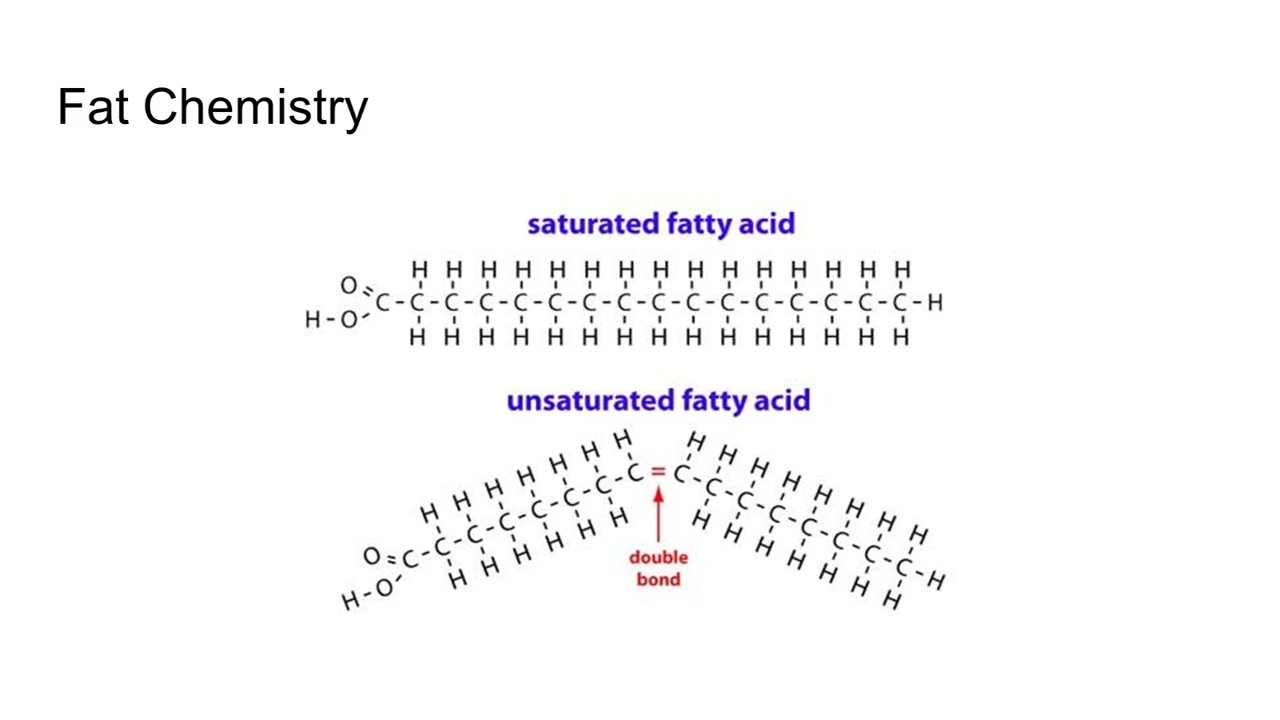 Fat Chemistry
saturated fatty acid
H H H H H H H H H H H H H H H
O=C-C-C-C-C-C-C-C-C-C-C-C-C-C-C-C-H
H-O-
H H H H H H H H H H H H H H H
unsaturated fatty acid
H H H H H H H H H H H H H H H
O=C-C-C-C-C-C-C-C=C-C-C-C-C-C-C-C-H
H-O
H H H H H H H H H H H H H
double
bond